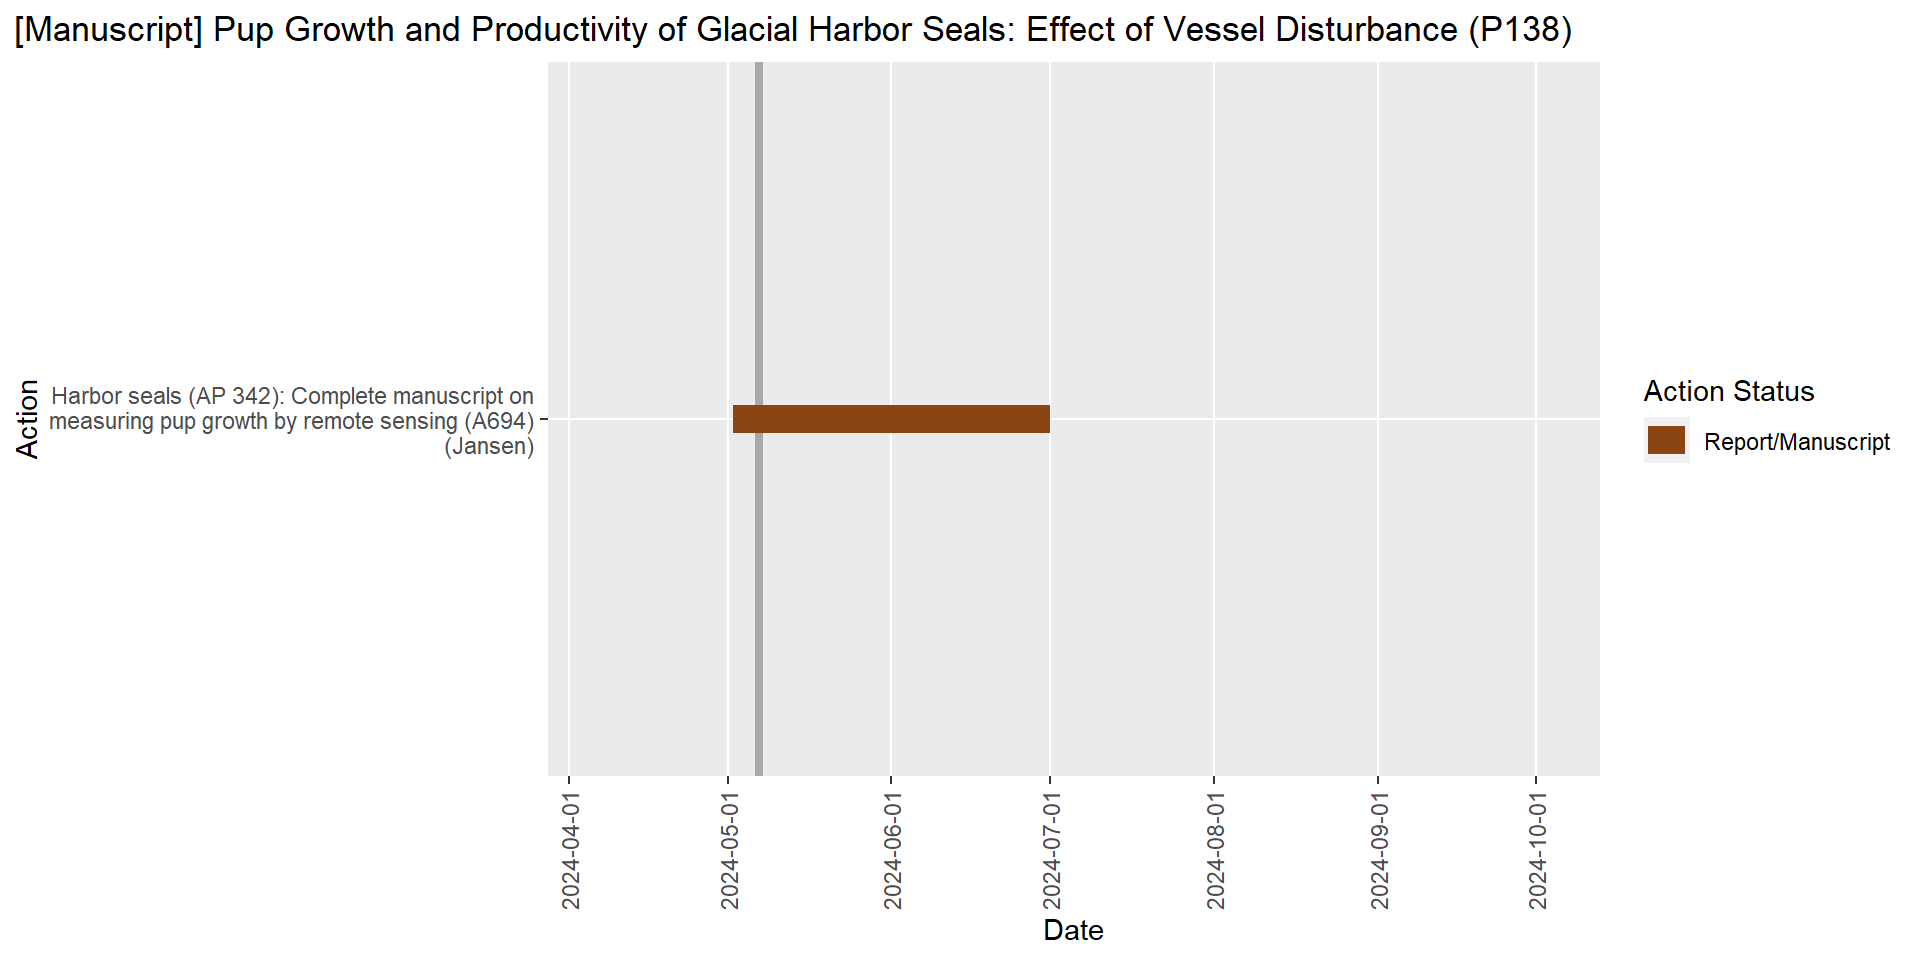 [Manuscript] Pup Growth and Productivity of Glacial Harbor Seals: Effect of Vessel Disturbance (P138)
Action
Harbor seals (AP 342): Complete manuscript on
measuring pup growth by remote sensing (A694)
(Jansen)
Action Status
Report/Manuscript
2024-04-01
2024-05-01
2024-06-01
2024-07-01
2024-08-01
2024-09-01
2024-10-01
Date